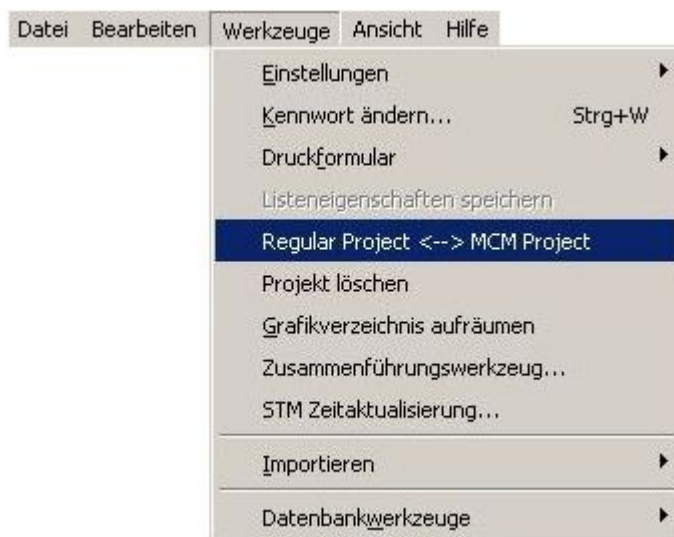 Datei Bearbeiten Werkzeuge Ansicht Hilfe
Einstellungen
Kennwort ändern... Strg+W
Druckformular
Listeneigenschaften speichern
Regular Project <--> MCM Project
Projekt löschen
Grafikverzeichnis aufräumen
Zusammenführungswerkzeug...
STM Zeitaktualisierung...
Importieren
Datenbankwerkzeuge